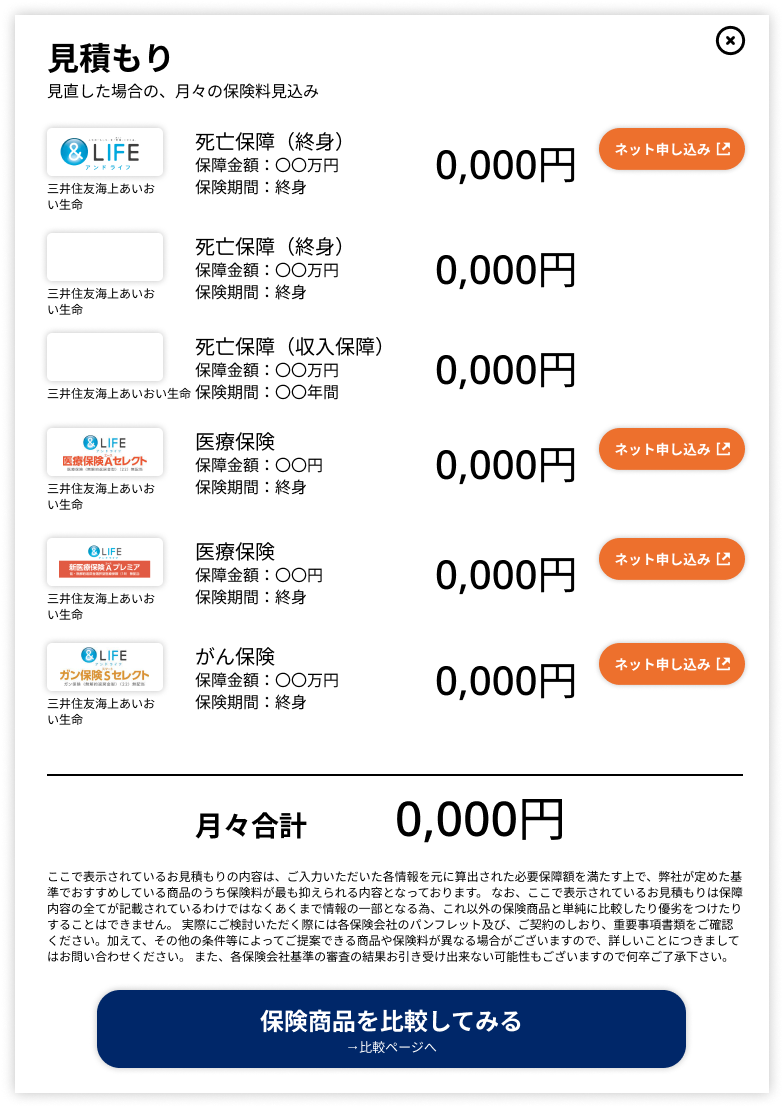 見積もり
見直した場合の、月々の保険料見込み
&LIFE
アンドライフ
三井住友海上あいおい生命
死亡保障（終身）
保障金額：〇〇万円
保険期間：終身
0,000円
ネット申し込み
三井住友海上あいおい生命
死亡保障（終身）
保障金額：〇〇万円
保険期間：終身
0,000円
三井住友海上あいおい生命
死亡保障（収入保障）
保障金額：〇〇万円
保険期間：〇〇年間
0,000円
&LIFE
アンドライフ
医療保険Aセレクト
三井住友海上あいおい生命
医療保険
保障金額：〇〇円
保険期間：終身
0,000円
ネット申し込み
&LIFE
新医療保険Aプレミア
三井住友海上あいおい生命
医療保険
保障金額：〇〇円
保険期間：終身
0,000円
ネット申し込み
&LIFE
アンドライフ
ガン保険Sセレクト
三井住友海上あいおい生命
がん保険
保障金額：〇〇万円
保険期間：終身
0,000円
ネット申し込み
月々合計
0,000円
ここで表示されているお見積もりの内容は、ご入力いただいた各情報を元に算出された必要保障額を満たす上で、弊社が定めた基
準でおすすめしている商品のうち保険料が最も抑えられる内容となっております。 なお、ここで表示されているお見積もりは保障
内容の全てが記載されているわけではなくあくまで情報の一部となる為、これ以外の保険商品と単純に比較したり優劣をつけたり
することはできません。 実際にご検討いただく際には各保険会社のパンフレット及び、ご契約のしおり、重要事項書類をご確認
ください。加えて、その他の条件等によってご提案できる商品や保険料が異なる場合がございますので、詳しいことにつきまして
はお問い合わせください。 また、各保険会社基準の審査の結果お引き受け出来ない可能性もございますので何卒ご了承下さい。
保険商品を比較してみる
→比較ページへ